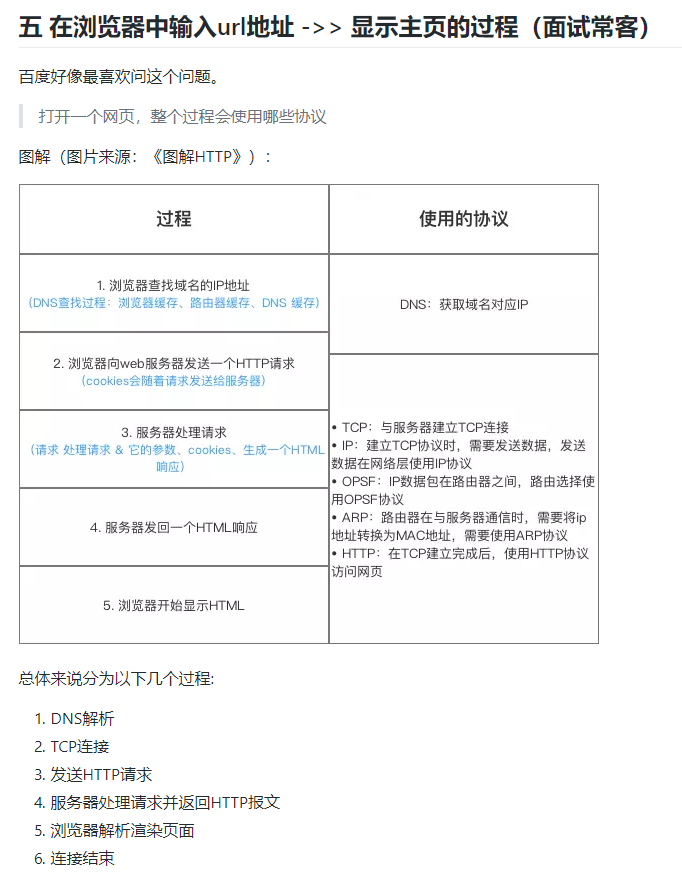 五 在浏览器中输入url地址 ->> 显示主页的过程（面试常客）
百度好像最喜欢问这个问题。
打开一个网页，整个过程会使用哪些协议
图解（图片来源：《图解HTTP》）：
过程
使用的协议
1. 浏览器查找域名的IP地址
（DNS查找过程：浏览器缓存、路由器缓存、DNS 缓存）
DNS：获取域名对应IP
2. 浏览器向web服务器发送一个HTTP请求
（cookies会随着请求发送给服务器）
3. 服务器处理请求
（请求 处理请求 & 它的参数、cookies、生成一个HTML
响应）
4. 服务器发回一个HTML响应
5. 浏览器开始显示HTML
• TCP：与服务器建立TCP连接
• IP：建立TCP协议时，需要发送数据，发送
数据在网络层使用IP协议
• OPSF：IP数据包在路由器之间，路由选择使
用OPSF协议
• ARP：路由器在与服务器通信时，需要将ip
地址转换为MAC地址，需要使用ARP协议
• HTTP：在TCP建立完成后，使用HTTP协议
访问网页
总体来说分为以下几个过程:
1. DNS解析
2. TCP连接
3. 发送HTTP请求
4. 服务器处理请求并返回HTTP报文
5. 浏览器解析渲染页面
6. 连接结束